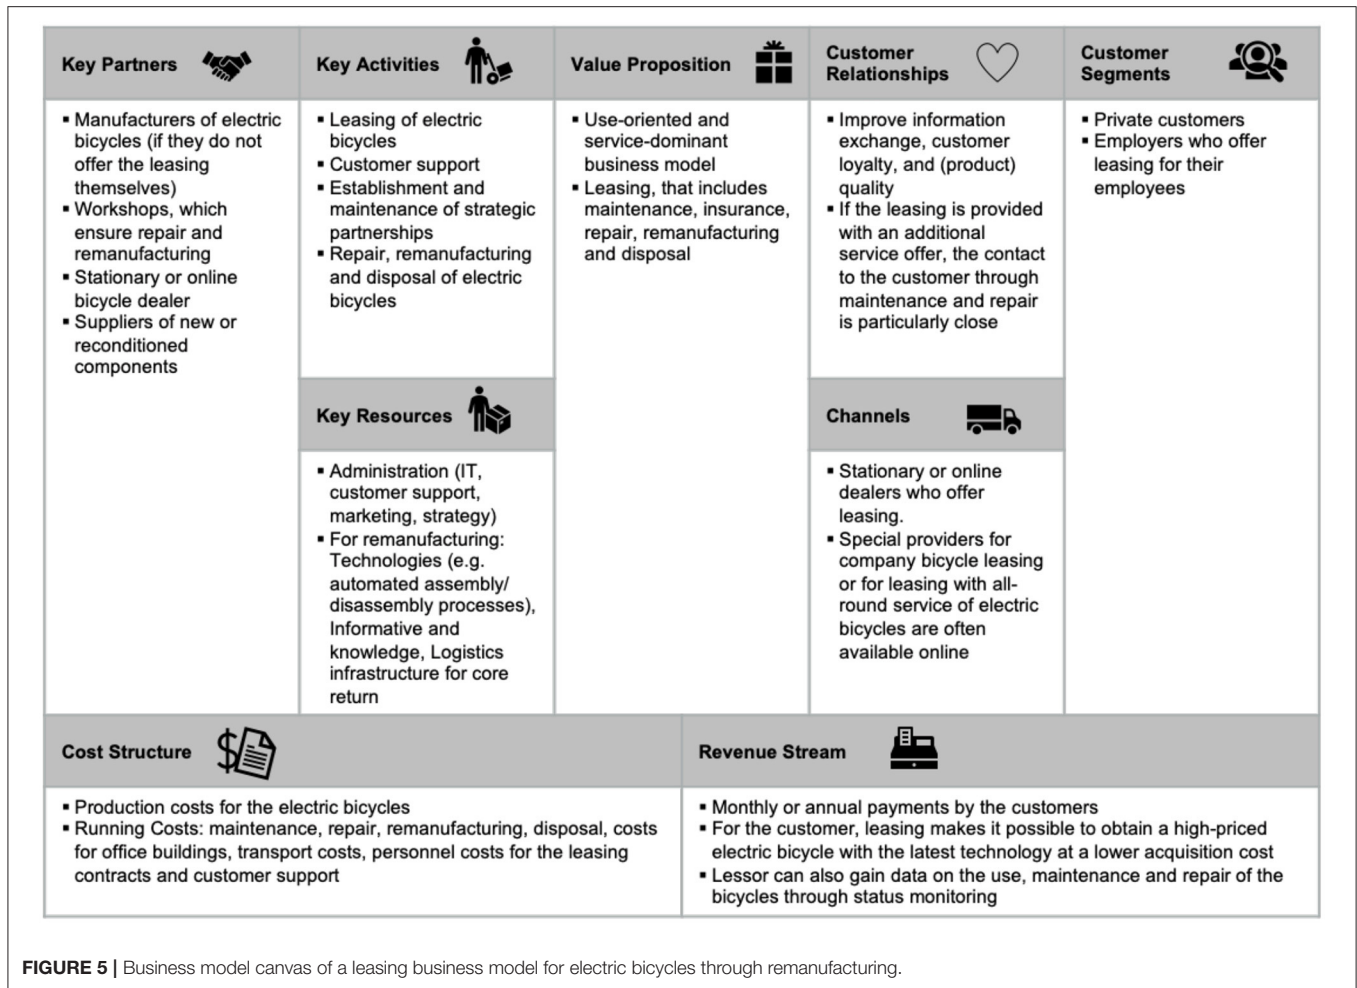 Key Partners
▪ Manufacturers of electric
bicycles (if they do not
offer the leasing
themselves)
▪ Workshops, which
ensure repair and
remanufacturing
▪ Stationary or online
bicycle dealer
▪ Suppliers of new or
reconditioned
components
Key Activities
▪ Leasing of electric
bicycles
▪ Customer support
▪ Establishment and
maintenance of strategic
partnerships
▪ Repair, remanufacturing
and disposal of electric
bicycles
Key Resources
▪ Administration (IT,
customer support,
marketing, strategy)
▪ For remanufacturing:
Technologies (e.g.
automated assembly/
disassembly processes),
Informative and
knowledge, Logistics
infrastructure for core
return
Value Proposition
▪ Use-oriented and
service-dominant
business model
▪ Leasing, that includes
maintenance, insurance,
repair, remanufacturing
and disposal
Customer
Relationships
▪ Improve information
exchange, customer
loyalty, and (product)
quality
▪ If the leasing is provided
with an additional
service offer, the contact
to the customer through
maintenance and repair
is particularly close
Channels
▪ Stationary or online
dealers who offer
leasing.
▪ Special providers for
company bicycle leasing
or for leasing with all-
round service of electric
bicycles are often
available online
Customer
Segments
▪ Private customers
▪ Employers who offer
leasing for their
employees
Cost Structure
$
▪ Production costs for the electric bicycles
▪ Running Costs: maintenance, repair, remanufacturing, disposal, costs
for office buildings, transport costs, personnel costs for the leasing
contracts and customer support
Revenue Stream
▪ Monthly or annual payments by the customers
▪ For the customer, leasing makes it possible to obtain a high-priced
electric bicycle with the latest technology at a lower acquisition cost
▪ Lessor can also gain data on the use, maintenance and repair of the
bicycles through status monitoring
FIGURE 5 | Business model canvas of a leasing business model for electric bicycles through remanufacturing.